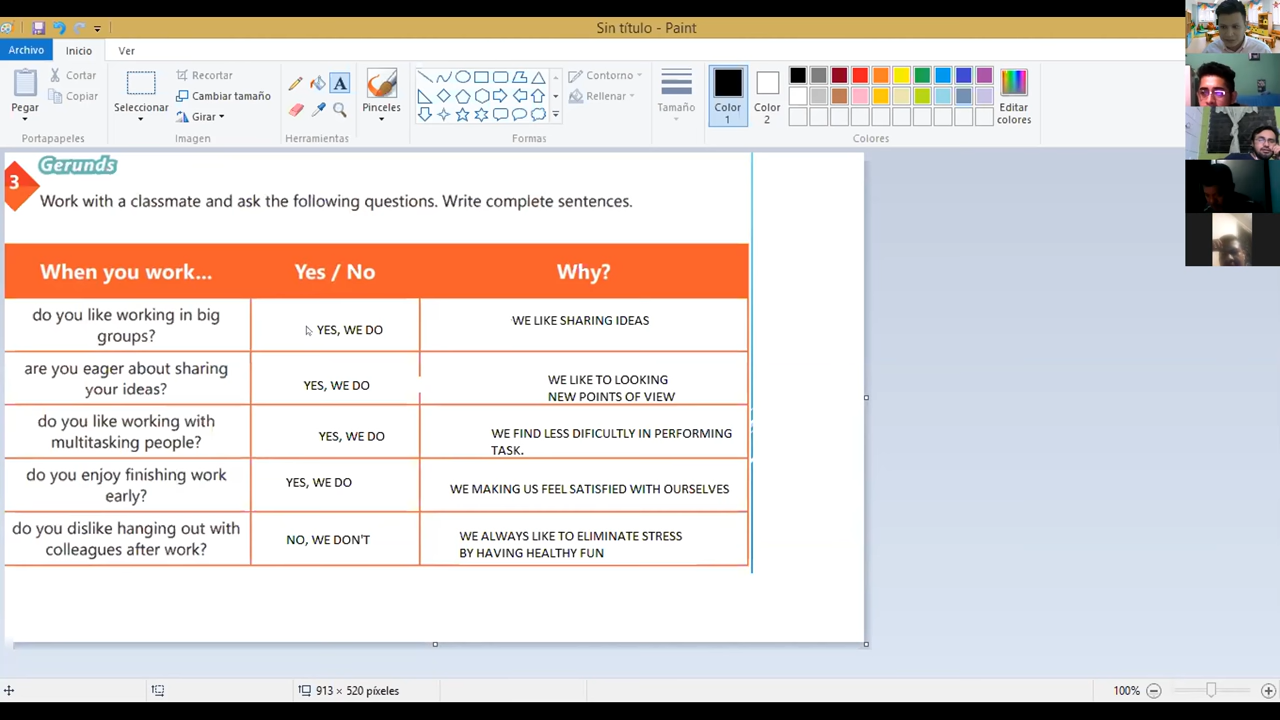 Sin título - Paint
Archivo Inicio Ver
Pegar
Cortar
Copiar
Portapapeles
Seleccionar
Recortar
Cambiar tamaño
Girar
Imagen
A
Herramientas
Pinceles
Contorno
Rellenar
Formas
Tamaño
Color
1
Color
2
Editar
colores
Colores
Gerunds
3
Work with a classmate and ask the following questions. Write complete sentences.
When you work... Yes / No Why?
do you like working in big
groups?
YES, WE DO
WE LIKE SHARING IDEAS
are you eager about sharing
your ideas?
YES, WE DO
WE LIKE TO LOOKING
NEW POINTS OF VIEW
do you like working with
multitasking people?
YES, WE DO
WE FIND LESS DIFICULTLY IN PERFORMING
TASK.
do you enjoy finishing work
early?
YES, WE DO
WE MAKING US FEEL SATISFIED WITH OURSELVES
do you dislike hanging out with
colleagues after work?
NO, WE DON'T
WE ALWAYS LIKE TO ELIMINATE STRESS
BY HAVING HEALTHY FUN
913 × 520 píxeles
100%